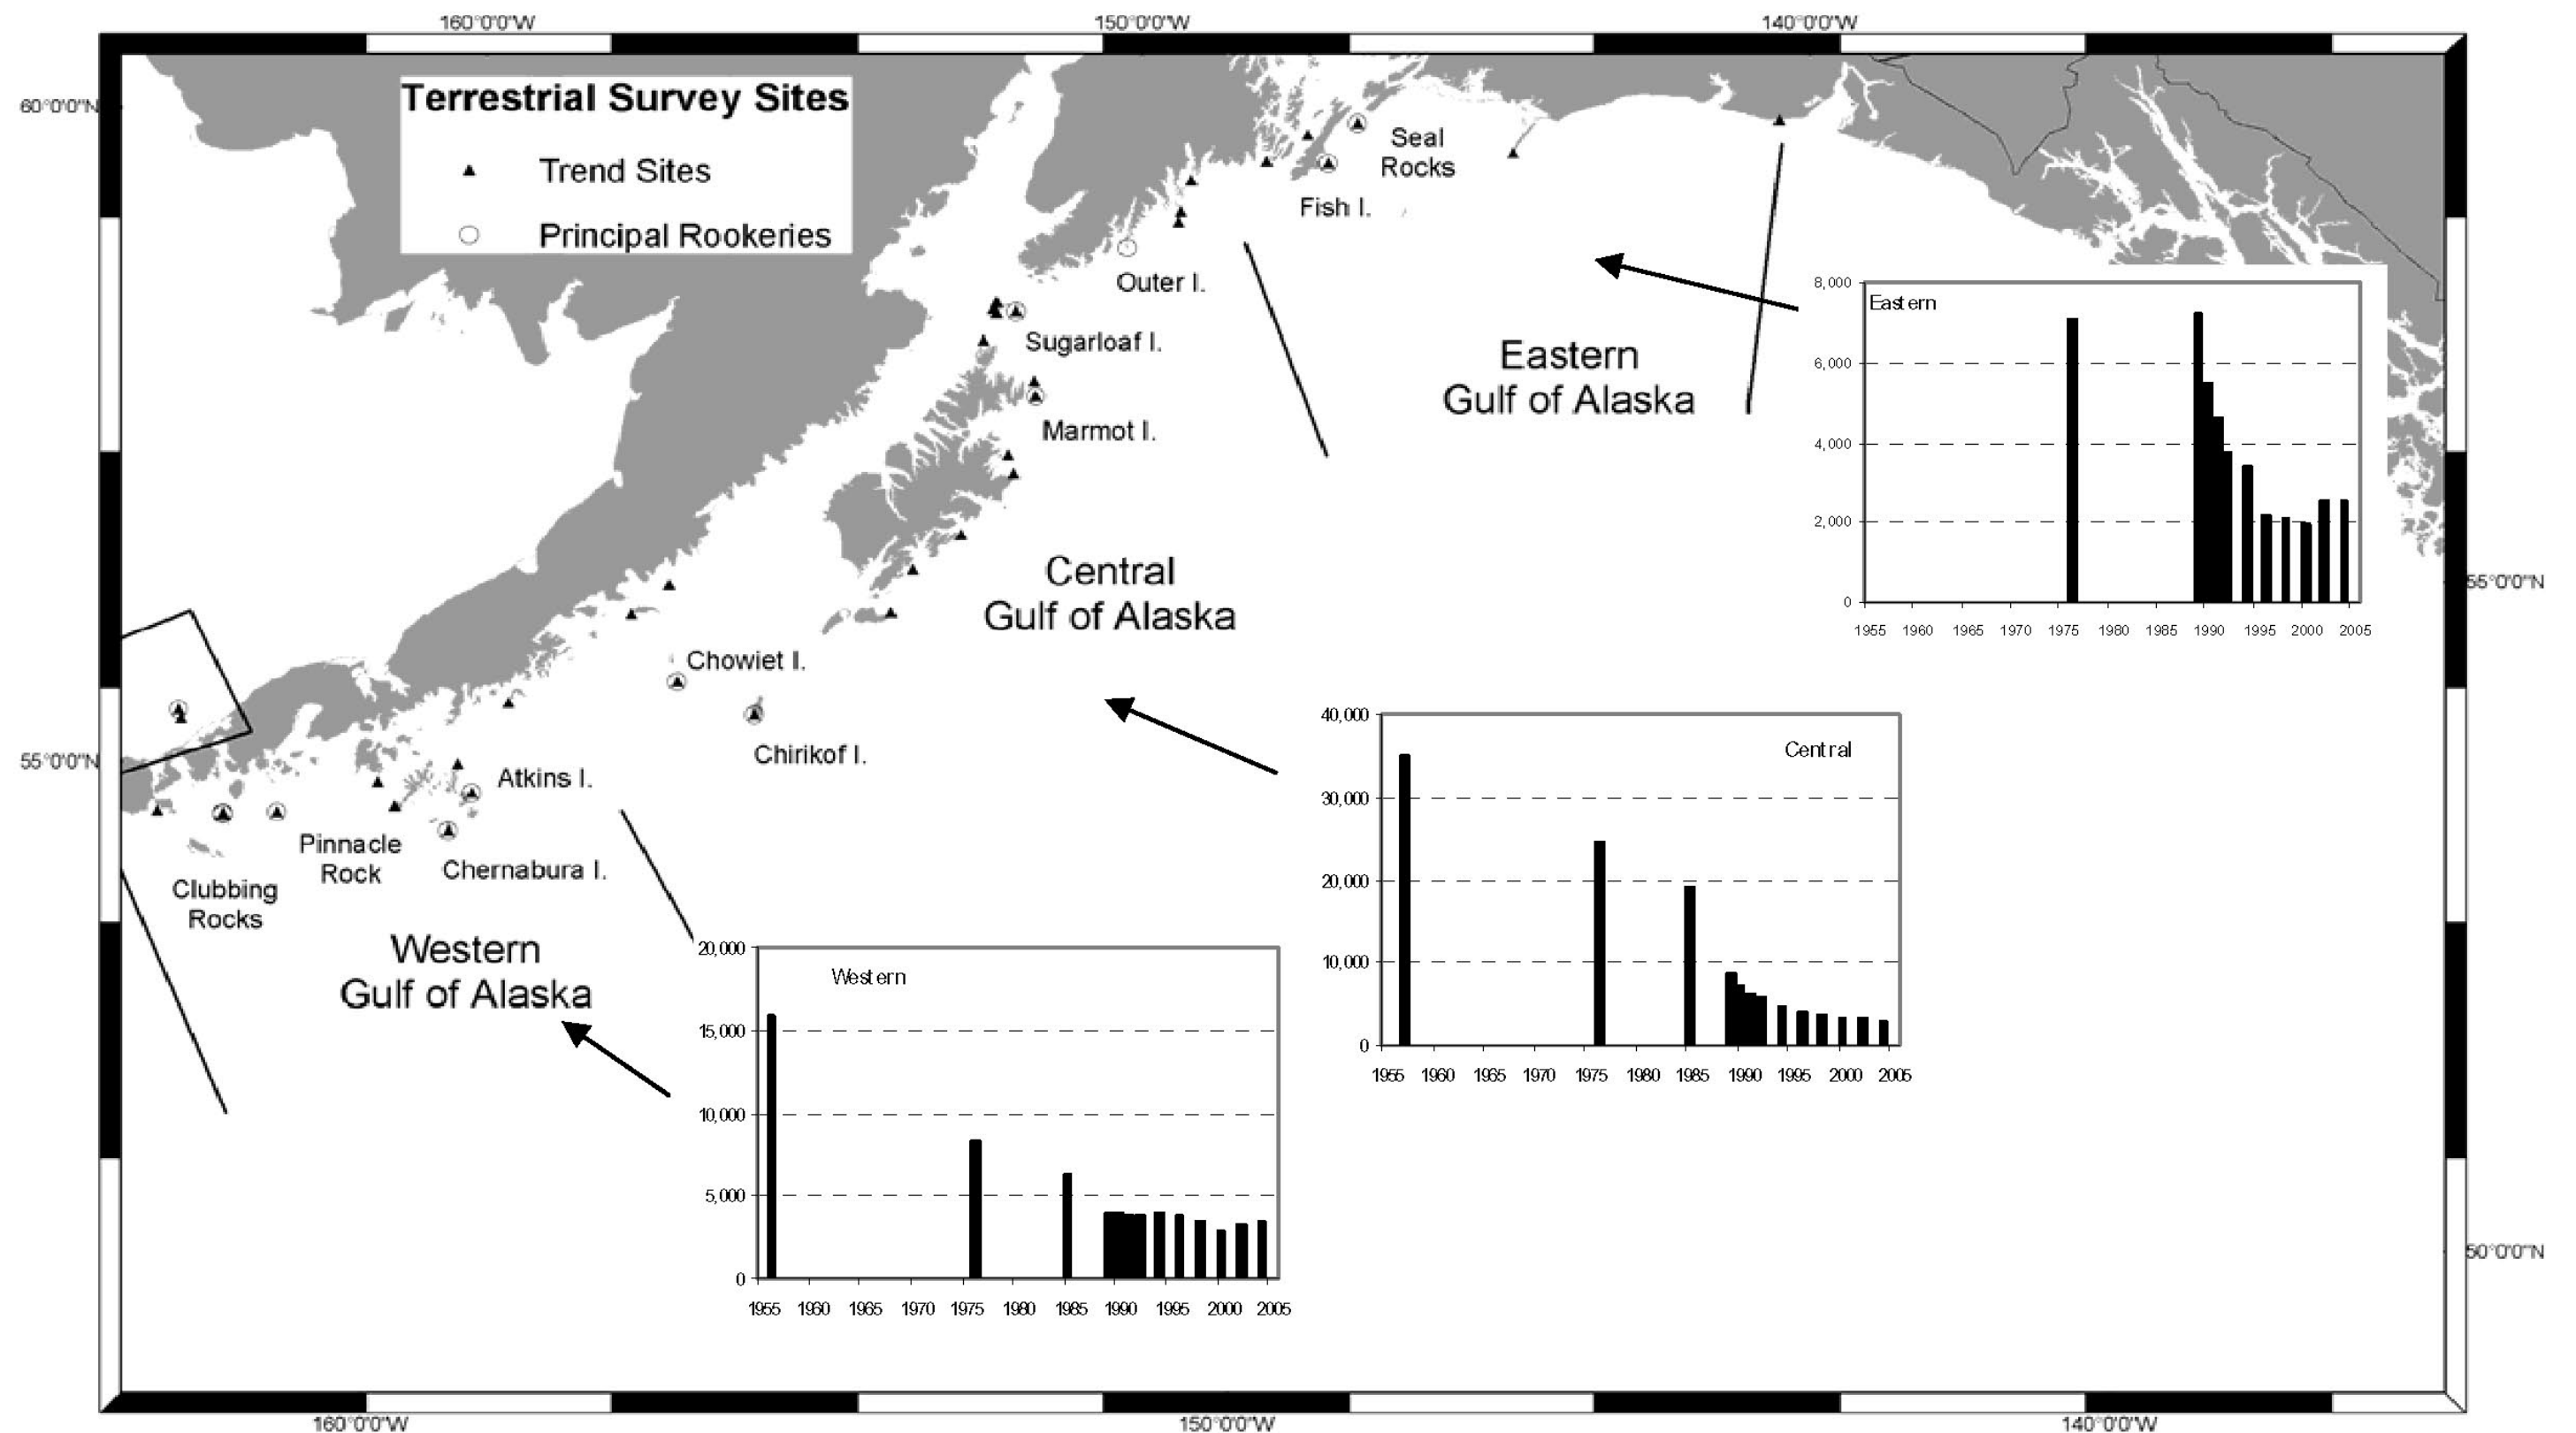 160°0'0"W
150°0'0"W
140°0'0"W
60°0'0"N
Terrestrial Survey Sites
Trend Sites
Principal Rookeries
Seal
Rocks
Fish I.
Outer I.
Sugarloaf I.
Marmot I.
Eastern
Gulf of Alaska
8,000
Eastern
6,000
4,000
2,000
0
1955 1960 1965 1970 1975 1980 1985 1990 1995 2000 2005
55°0'0"N
Central
Gulf of Alaska
Chowiet I.
Chirikof I.
55°0'0"N
Atkins I.
Pinnacle
Rock
Chernabura I.
Clubbing
Rocks
Western
Gulf of Alaska
40,000
Central
30,000
20,000
10,000
0
1955 1960 1965 1970 1975 1980 1985 1990 1995 2000 2005
20,000
Western
15,000
10,000
5,000
0
1955 1960 1965 1970 1975 1980 1985 1990 1995 2000 2005
50°0'0"N
160°0'0"W
150°0'0"W
140°0'0"W